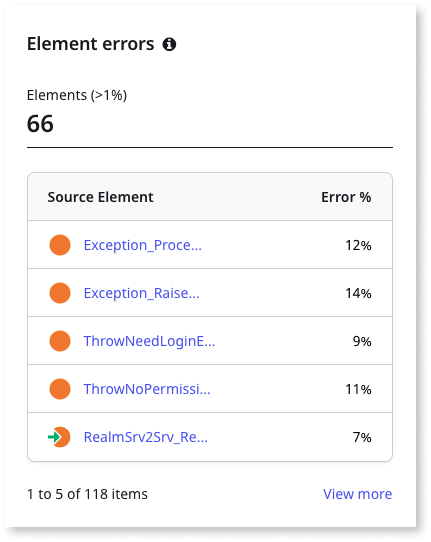 Element errors
Elements (>1%)
66
Source Element Error %
Exception_Proce... 12%
Exception_Raise... 14%
ThrowNeedLoginE... 9%
ThrowNoPermissi... 11%
RealmSrv2Srv_Re... 7%
1 to 5 of 118 items View more